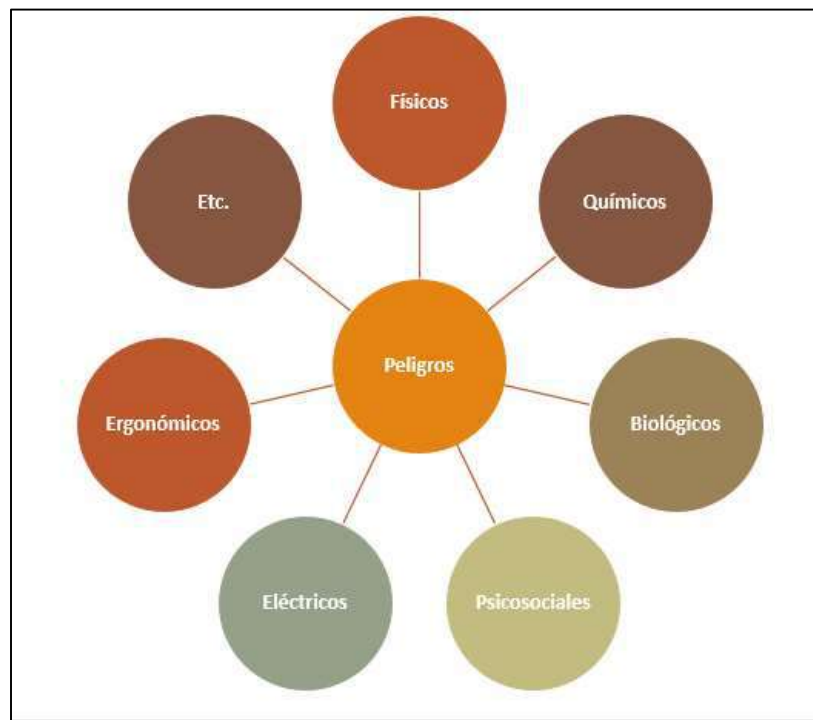 Físicos
Químicos
Biológicos
Psicosociales
Eléctricos
Ergonómicos
Etc.
Peligros